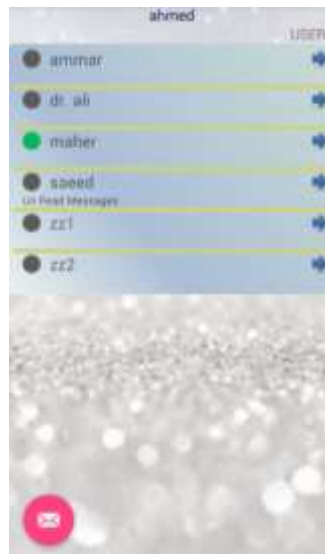 ahmed
USER
ammar
dr. ali
maher
saeed
Un Read Messages
zz1
zz2